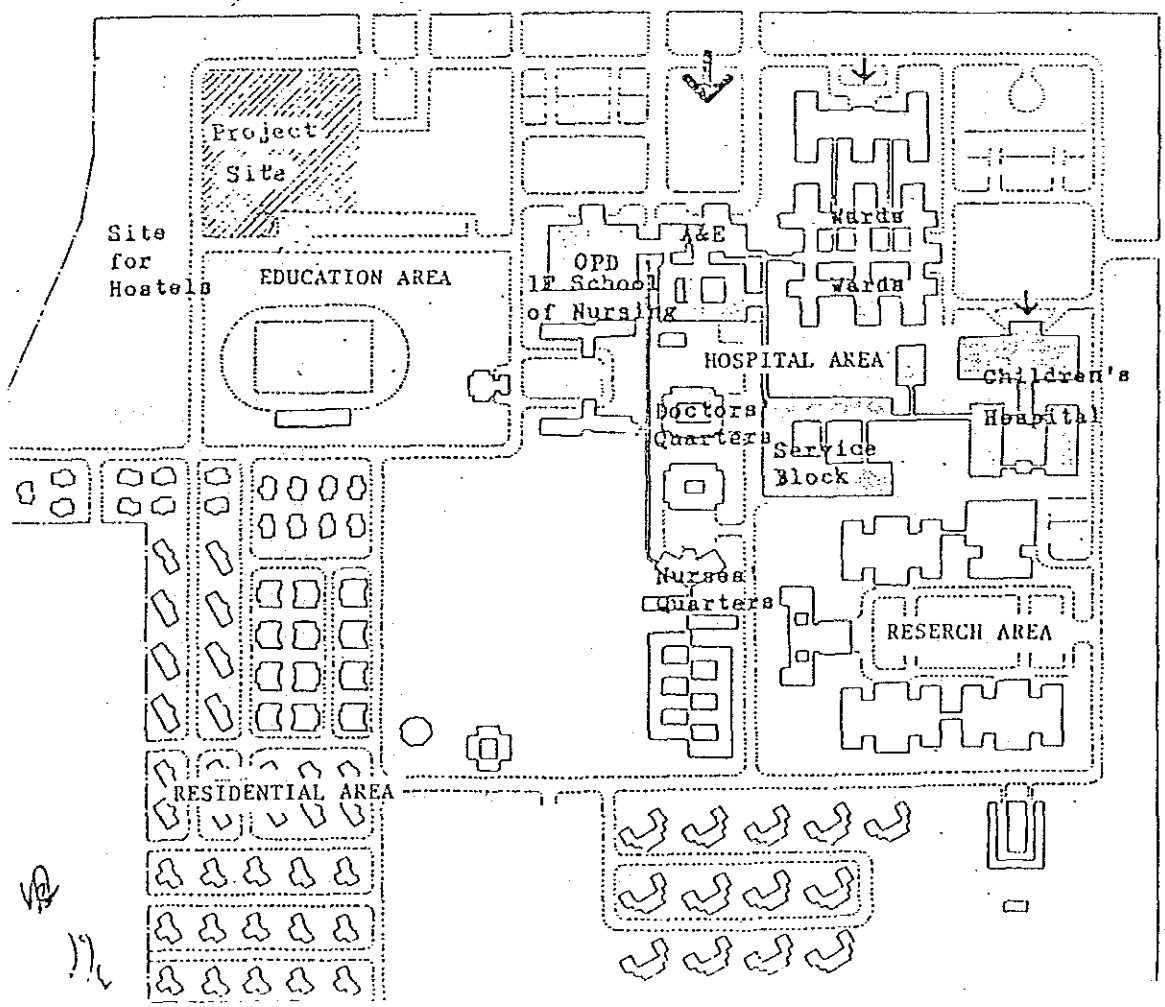 Project
Site
Site
for
Hostels
EDUCATION AREA
OPD
1F School
of Nursing
A&E
Wards
Wards
HOSPITAL AREA
Children's
Hospital
Doctors
Quarters
Service
Block
Nurses
Quarters
RESERCH AREA
RESIDENTIAL AREA